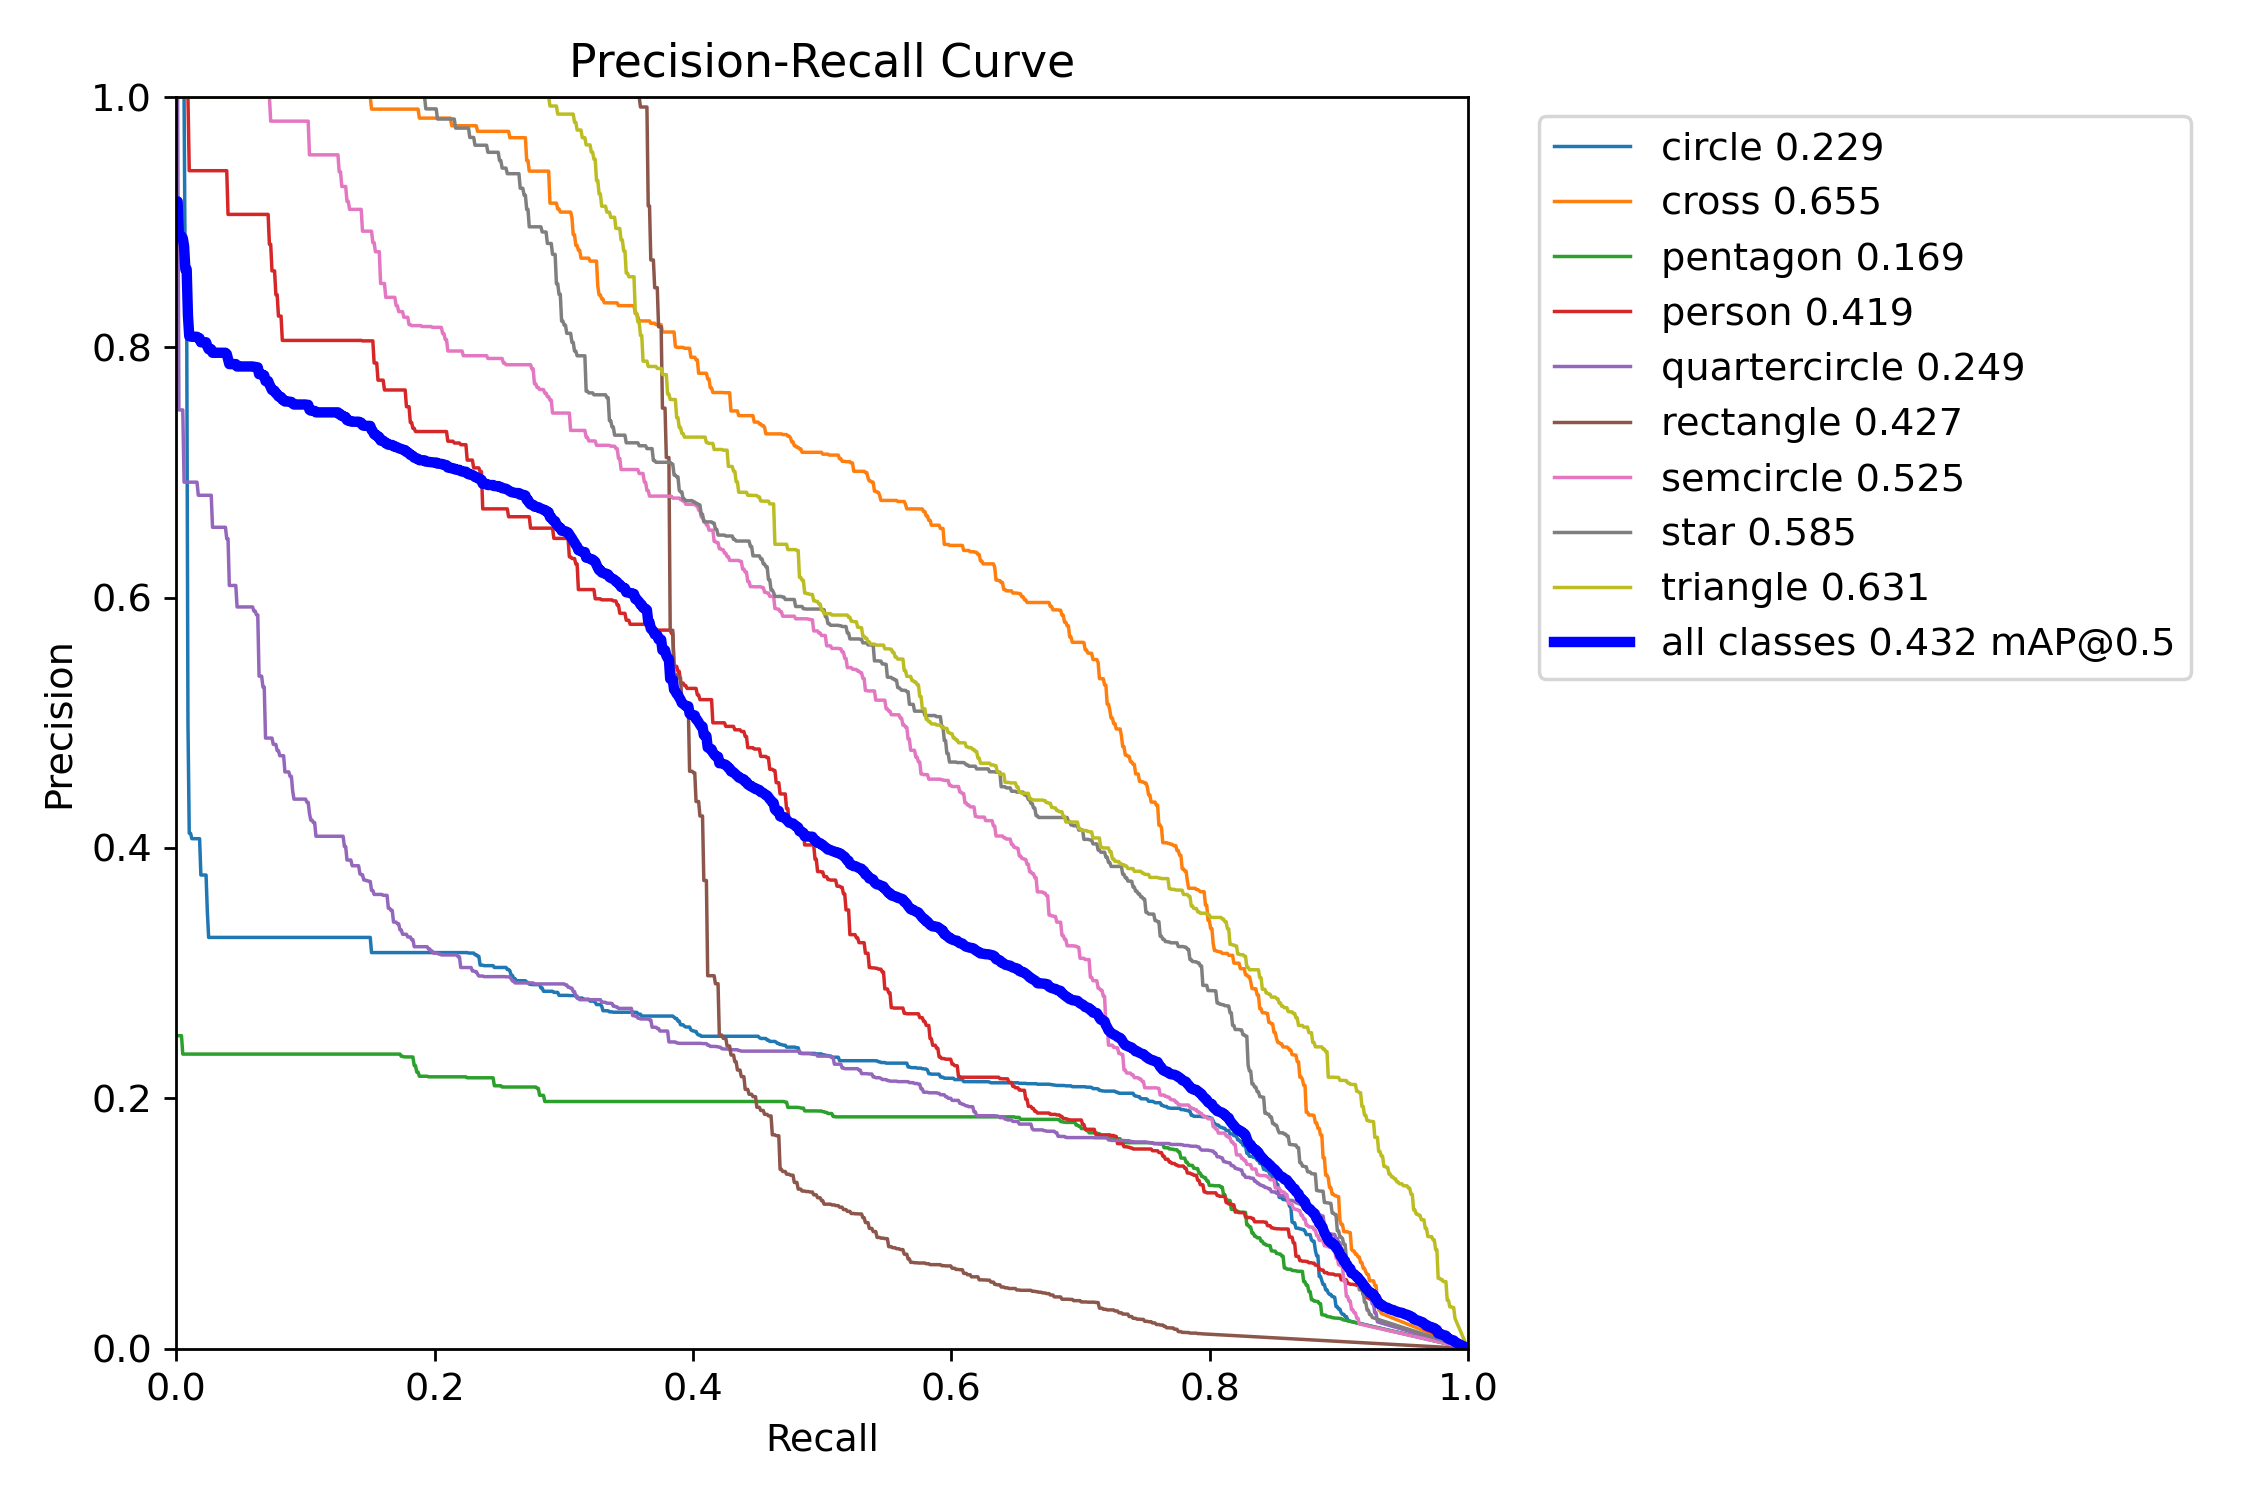 Precision-Recall Curve
1.0
0.8
0.6
0.4
0.2
0.0
Precision
0.0 0.2 0.4 0.6 0.8 1.0
Recall
circle 0.229
cross 0.655
pentagon 0.169
person 0.419
quartercircle 0.249
rectangle 0.427
semcircle 0.525
star 0.585
triangle 0.631
all classes 0.432 mAP@0.5